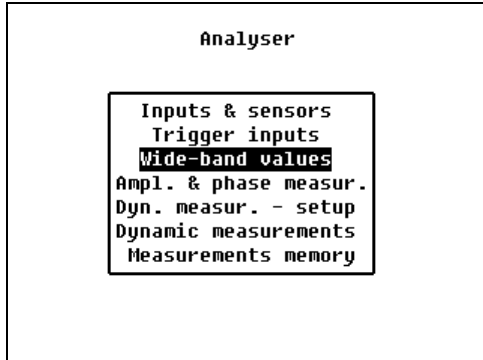 Analyser
Inputs & sensors
Trigger inputs
Wide-band values
Ampl. & phase measur.
Dyn. measur. - setup
Dynamic measurements
Measurements memory